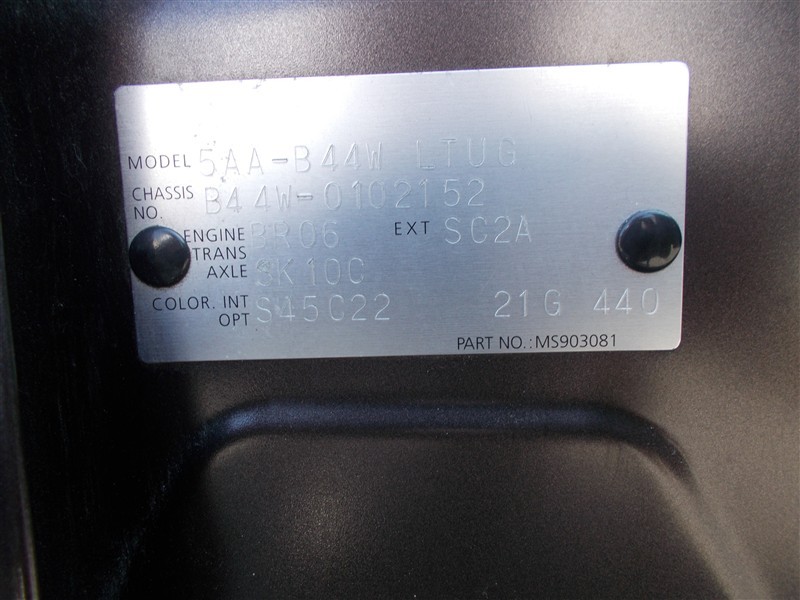 MODEL 5AA-B44W LTUG
CHASSIS NO. B44W-0102152
ENGINE BR06 EXT SC2A
TRANS AXLE SK10C
COLOR. INT OPT S45C22 21G 440
PART NO.:MS903081